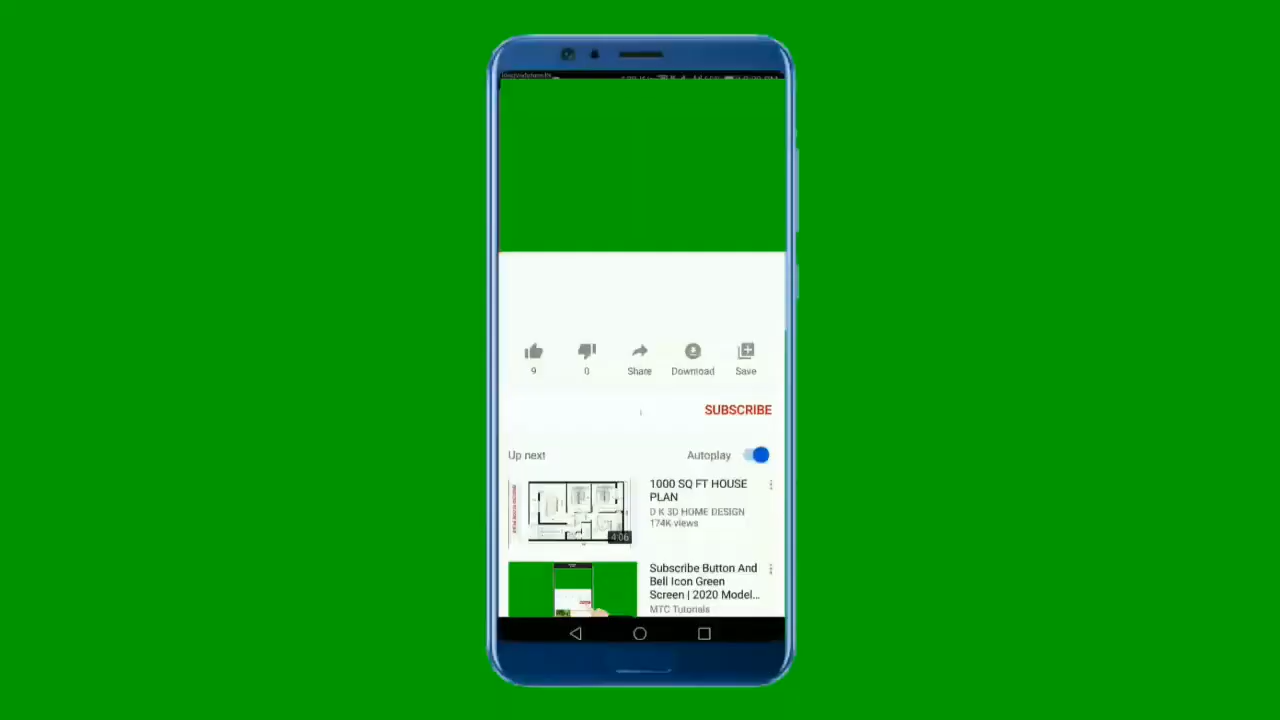 9
0
Share
Download
Save
SUBSCRIBE
Up next
Autoplay
1000 SQ FT HOUSE
PLAN
D K 3D HOME DESIGN
174K views
4:06
Subscribe Button And
Bell Icon Green
Screen | 2020 Model...
MTC Tutorials